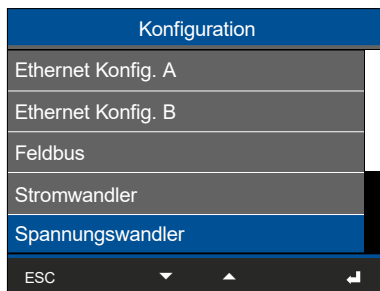 Konfiguration
Ethernet Konfig. A
Ethernet Konfig. B
Feldbus
Stromwandler
Spannungswandler
ESC